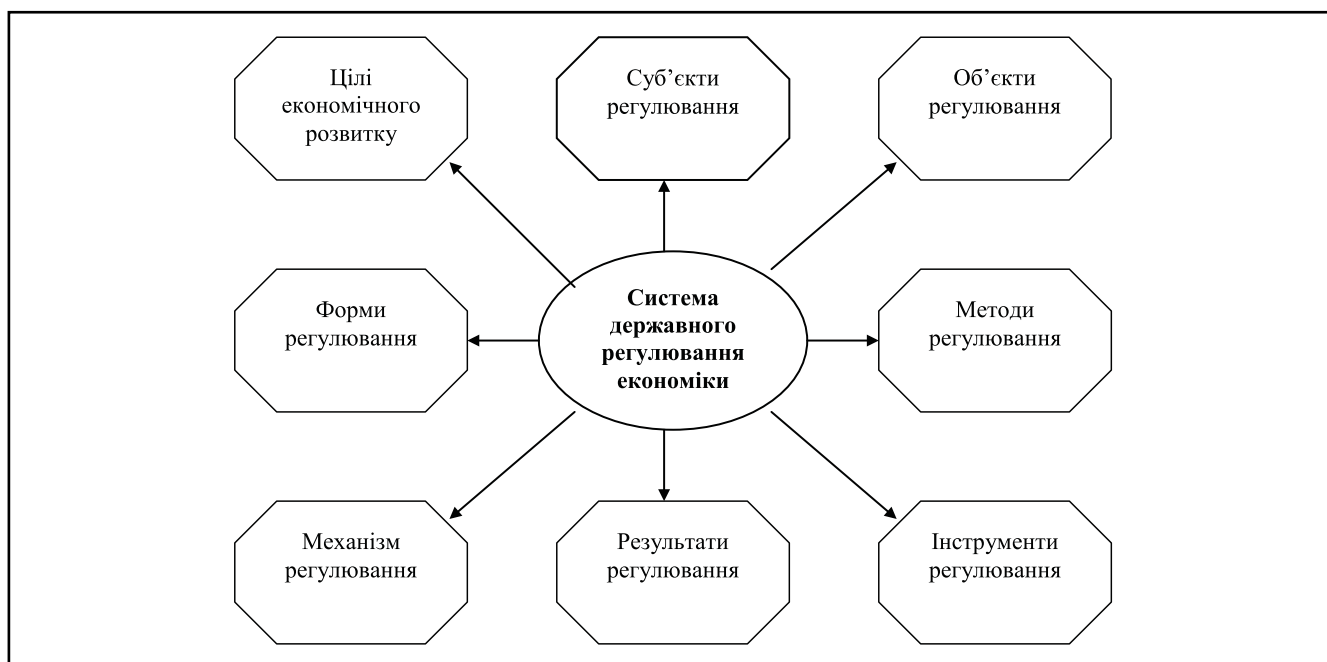 Цілі
економічного
розвитку
Суб’єкти
регулювання
Об’єкти
регулювання
Форми
регулювання
Система
державного
регулювання
економіки
Методи
регулювання
Механізм
регулювання
Результати
регулювання
Інструменти
регулювання